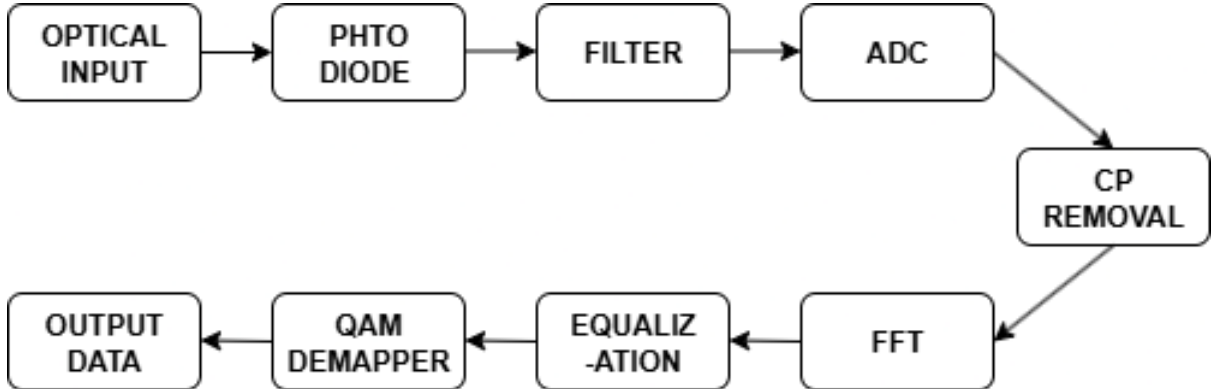 OPTICAL
INPUT
PHTO
DIODE
FILTER
ADC
CP
REMOVAL
FFT
EQUALIZ
-ATION
QAM
DEMAPPER
OUTPUT
DATA